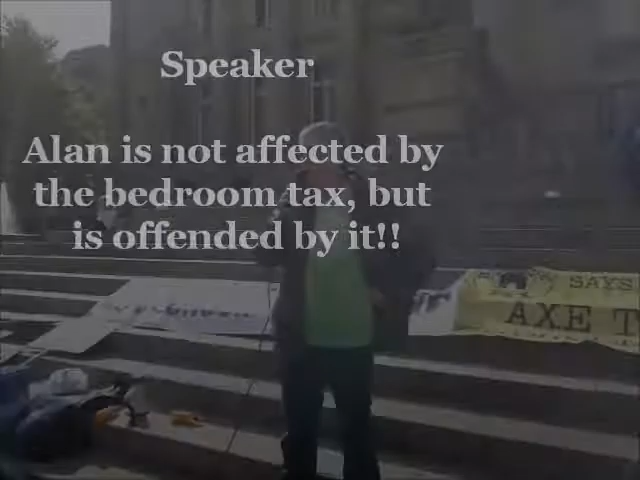 Speaker
Alan is not affected by
the bedroom tax, but
is offended by it!!
SAYS
AXE T